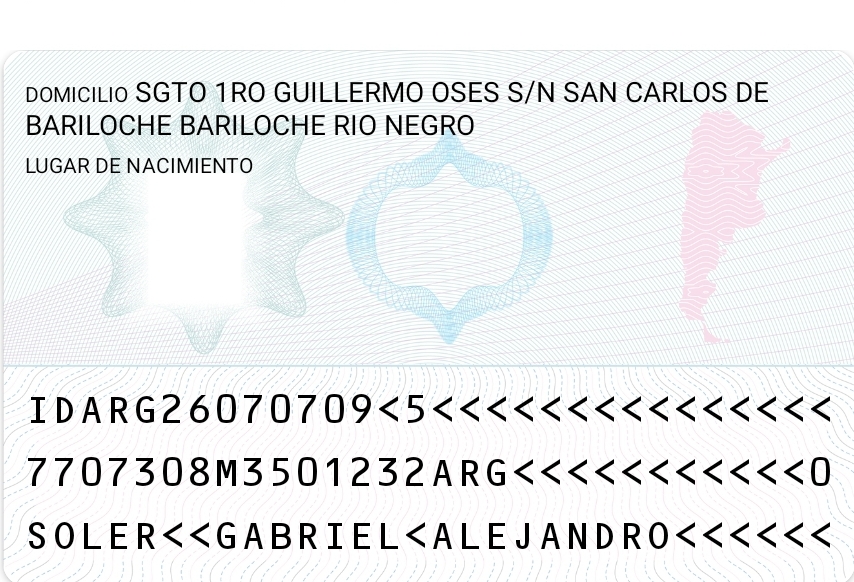 DOMICILIO SGTO 1RO GUILLERMO OSES S/N SAN CARLOS DE
BARILOCHE BARILOCHE RIO NEGRO
LUGAR DE NACIMIENTO
IDARG26070709<5<<<<<<<<<<<<<<<
7707308M3501232ARG<<<<<<<<<<<0
SOLER<<GABRIEL<ALEJANDRO<<<<<<